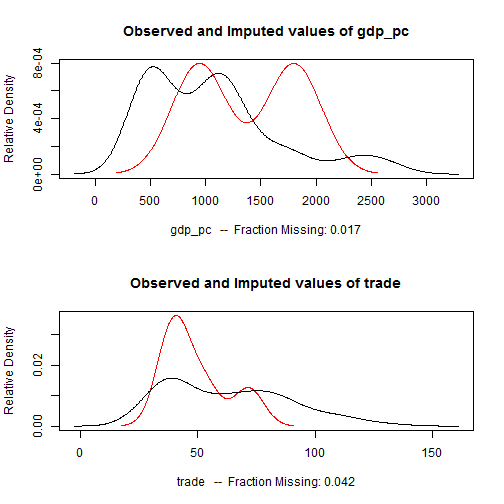 Observed and Imputed values of gdp_pc
Relative Density
0e+00 4e-04 8e-04
0 500 1000 1500 2000 2500 3000
gdp_pc -- Fraction Missing: 0.017
Observed and Imputed values of trade
Relative Density
0.00 0.02
0 50 100 150
trade -- Fraction Missing: 0.042